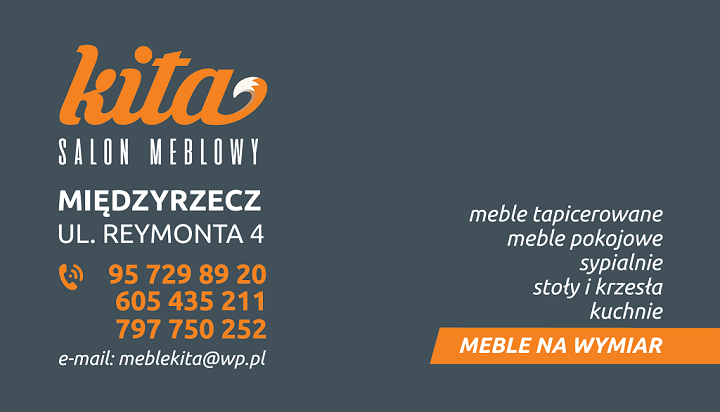 kita
SALON MEBLOWY
MIĘDZYRZECZ
UL. REYMONTA 4
95 729 89 20
605 435 211
797 750 252
e-mail: meblekita@wp.pl
meble tapicerowane
meble pokojowe
sypialnie
stoły i krzesła
kuchnie
MEBLE NA WYMIAR